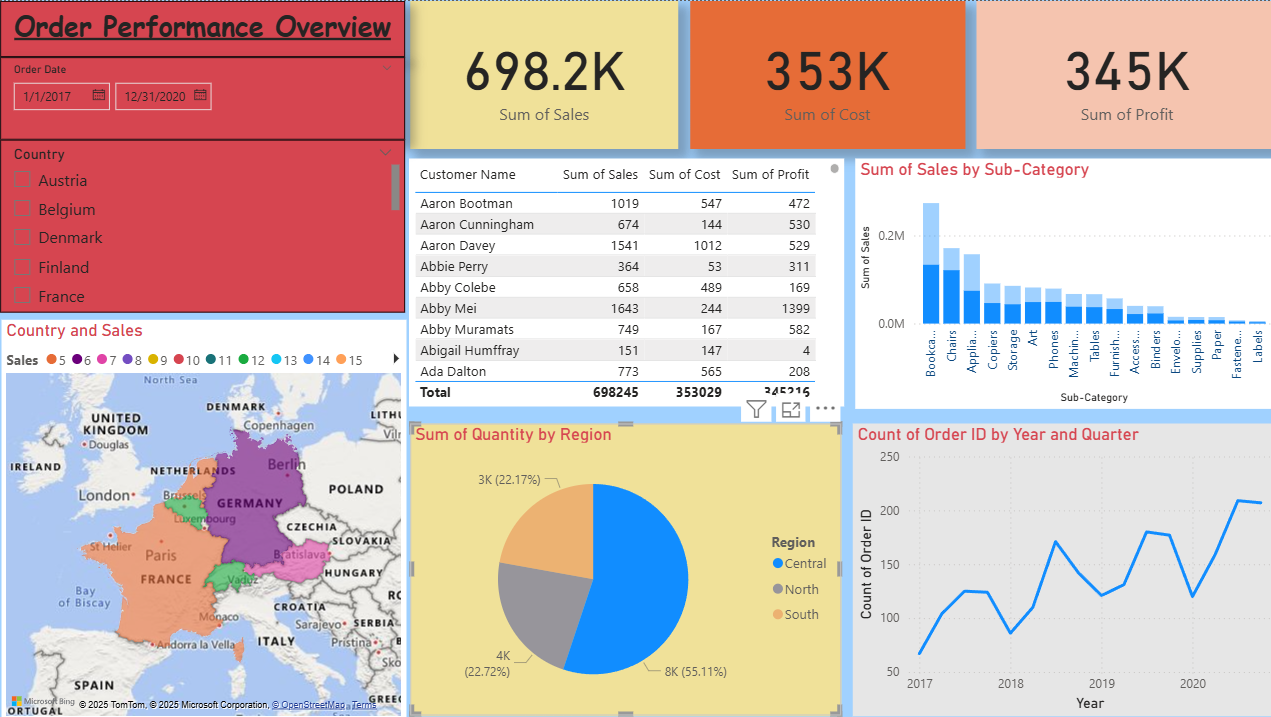 Order Performance Overview
Order Date
1/1/2017
12/31/2020
Country
Austria
Belgium
Denmark
Finland
France
698.2K
Sum of Sales
353K
Sum of Cost
345K
Sum of Profit
Customer Name Sum of Sales Sum of Cost Sum of Profit
Aaron Bootman 1019 547 472
Aaron Cunningham 674 144 530
Aaron Davey 1541 1012 529
Abbie Perry 364 53 311
Abby Colebe 658 489 169
Abby Mei 1643 244 1399
Abby Muramats 749 167 582
Abigail Humffray 151 147 4
Ada Dalton 773 565 208
Total 698245 353029 345216
Sum of Sales by Sub-Category
Sum of Sales
0.2M
0.0M
Bookca...
Chairs
Applia...
Copiers
Storage
Art
Phones
Machin...
Tables
Furnish...
Access...
Binders
Envelo...
Supplies
Paper
Fastene...
Labels
Sub-Category
Country and Sales
Sales 5 6 7 8 9 10 11 12 13 14 15
North Sea
DENMARK
Copenhagen
LITHU
Viln
UNITED
KINGDOM
Douglas
IRELAND
NETHERLANDS
Berlin
London
Brussels
GERMANY
POLAND
Luxembourg
CZECHIA
St Helier
Paris
SLOVAKIA
Bratislava
FRANCE
Vaduz
HUNGARY
Bay
of Biscay
CROATIA
Monaco
Sarajevo
SERBIA
Andorra la Vella
ITALY
Pristina
Sko
SPAIN
GREEC
PORTUGAL
Microsoft Bing
© 2025 TomTom, © 2025 Microsoft Corporation, © OpenStreetMap Terms
Sum of Quantity by Region
3K (22.17%)
4K
(22.72%)
8K (55.11%)
Region
Central
North
South
Count of Order ID by Year and Quarter
Count of Order ID
250
200
150
100
50
2017 2018 2019 2020
Year